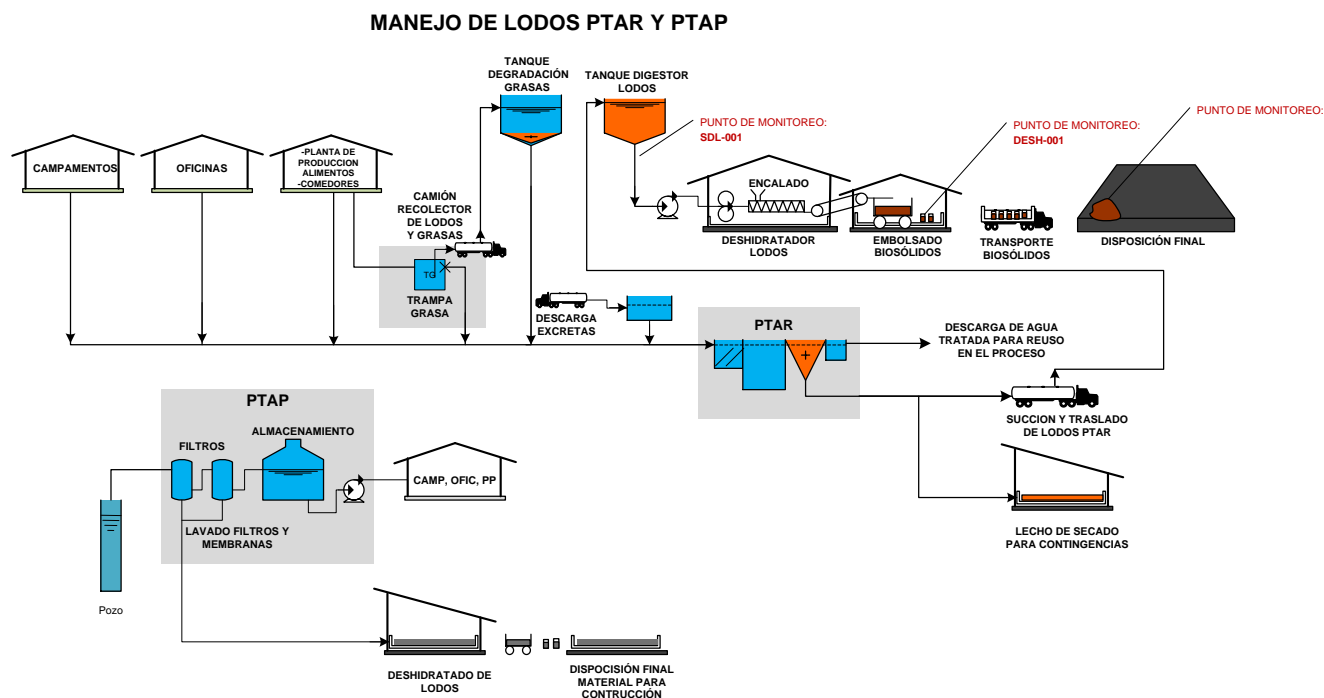 MANEJO DE LODOS PTAR Y PTAP
TANQUE
DEGRADACIÓN
GRASAS
TANQUE DIGESTOR
LODOS
PUNTO DE MONITOREO:
SDL-001
PUNTO DE MONITOREO:
DESH-001
PUNTO DE MONITOREO:
CAMPAMENTOS
OFICINAS
-PLANTA DE
PRODUCCION
ALIMENTOS
-COMEDORES
CAMIÓN
RECOLECTOR
DE LODOS
Y GRASAS
TG
TRAMPA
GRASA
ENCALADO
DESHIDRATADOR
LODOS
EMBOLSADO
BIOSÓLIDOS
TRANSPORTE
BIOSÓLIDOS
DISPOSICIÓN FINAL
DESCARGA
EXCRETAS
PTAR
DESCARGA DE AGUA
TRATADA PARA REUSO
EN EL PROCESO
SUCCION Y TRASLADO
DE LODOS PTAR
LECHO DE SECADO
PARA CONTINGENCIAS
PTAP
FILTROS
ALMACENAMIENTO
CAMP, OFIC, PP
LAVADO FILTROS Y
MEMBRANAS
Pozo
DESHIDRATADO DE
LODOS
DISPOCISIÓN FINAL
MATERIAL PARA
CONTRUCCIÓN